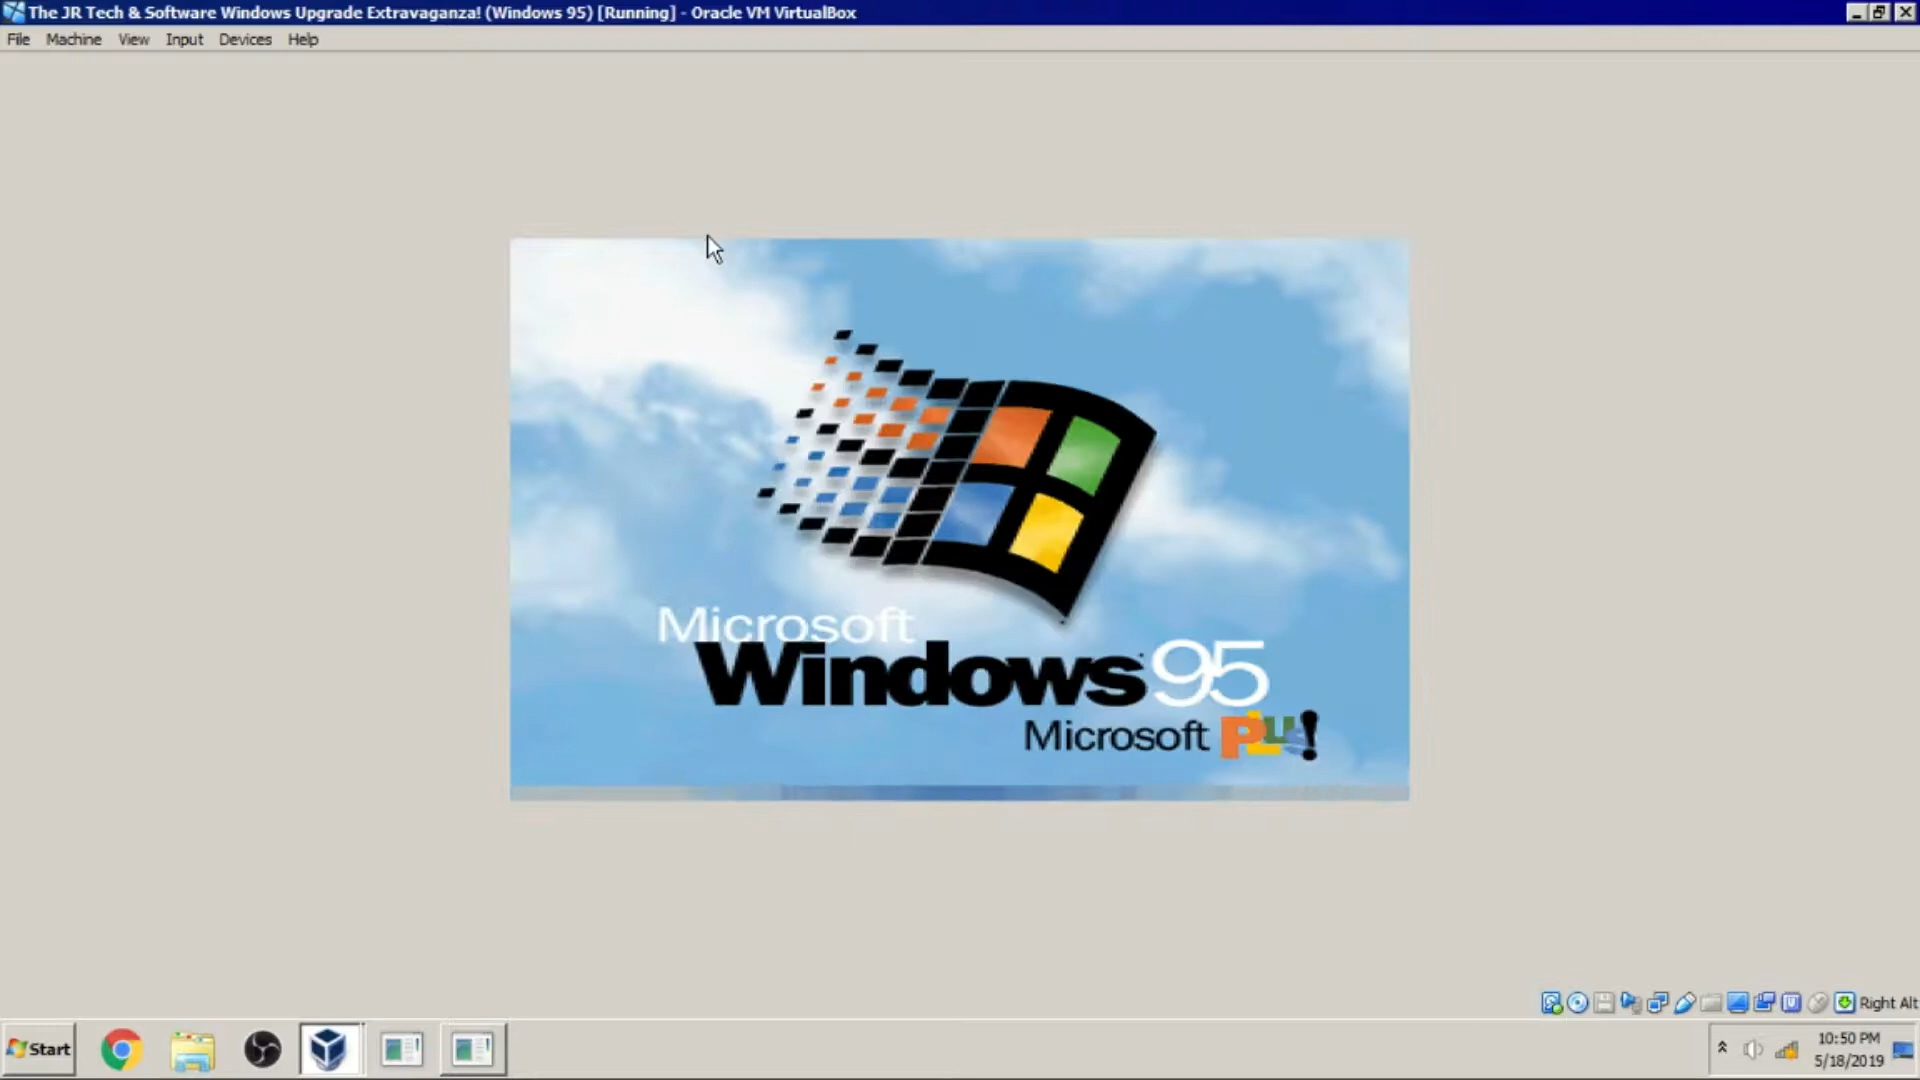 The JR Tech & Software Windows Upgrade Extravaganza! (Windows 95) [Running] - Oracle VM VirtualBox
File Machine View Input Devices Help
Microsoft
Windows 95
Microsoft Plus!
Right Alt
Start
10:50 PM
5/18/2019